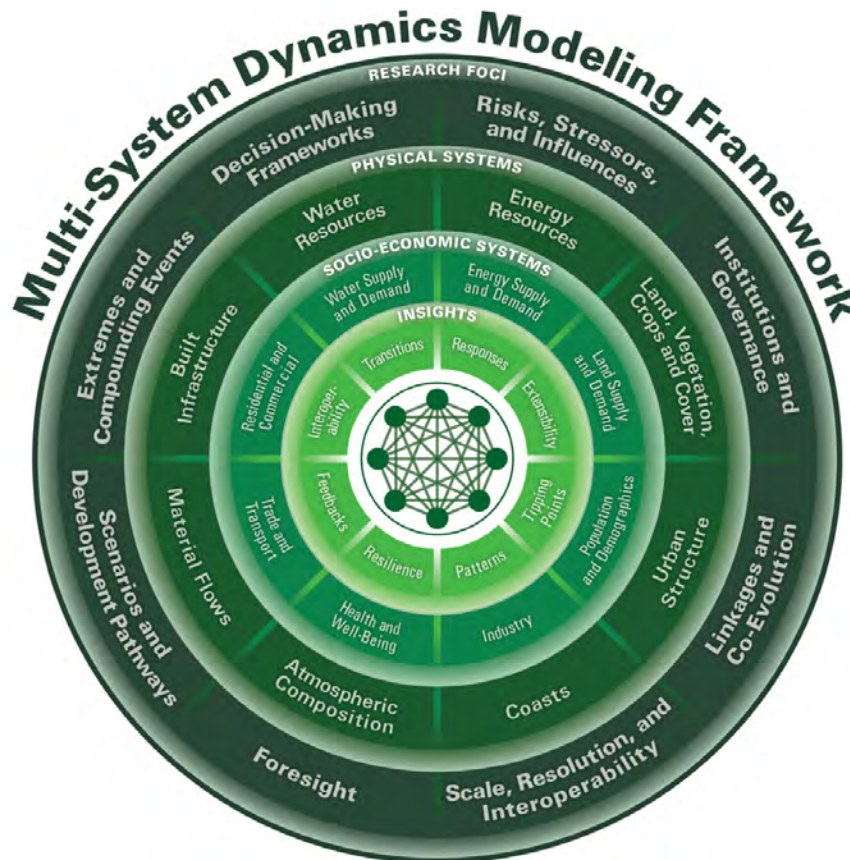 Multi-System Dynamics Modeling Framework
RESEARCH FOCI
Decision-Making
Frameworks
Risks, Stressors,
and Influences
Institutions and
Governance
Linkages and
Co-Evolution
Scale, Resolution, and
Interoperability
Foresight
Scenarios and
Development Pathways
Extremes and
Compounding Events
PHYSICAL SYSTEMS
Water
Resources
Energy
Resources
Land, Vegetation,
Crops and Cover
Urban
Structure
Coasts
Atmospheric
Composition
Material Flows
Built
Infrastructure
SOCIO-ECONOMIC SYSTEMS
Water Supply
and Demand
Energy Supply
and Demand
Land Supply
and Demand
Population
and Demographics
Industry
Health and
Well-Being
Trade and
Transport
Residential and
Commercial
INSIGHTS
Transitions
Responses
Extensibility
Tipping
Points
Patterns
Resilience
Feedbacks
Interoper-
ability